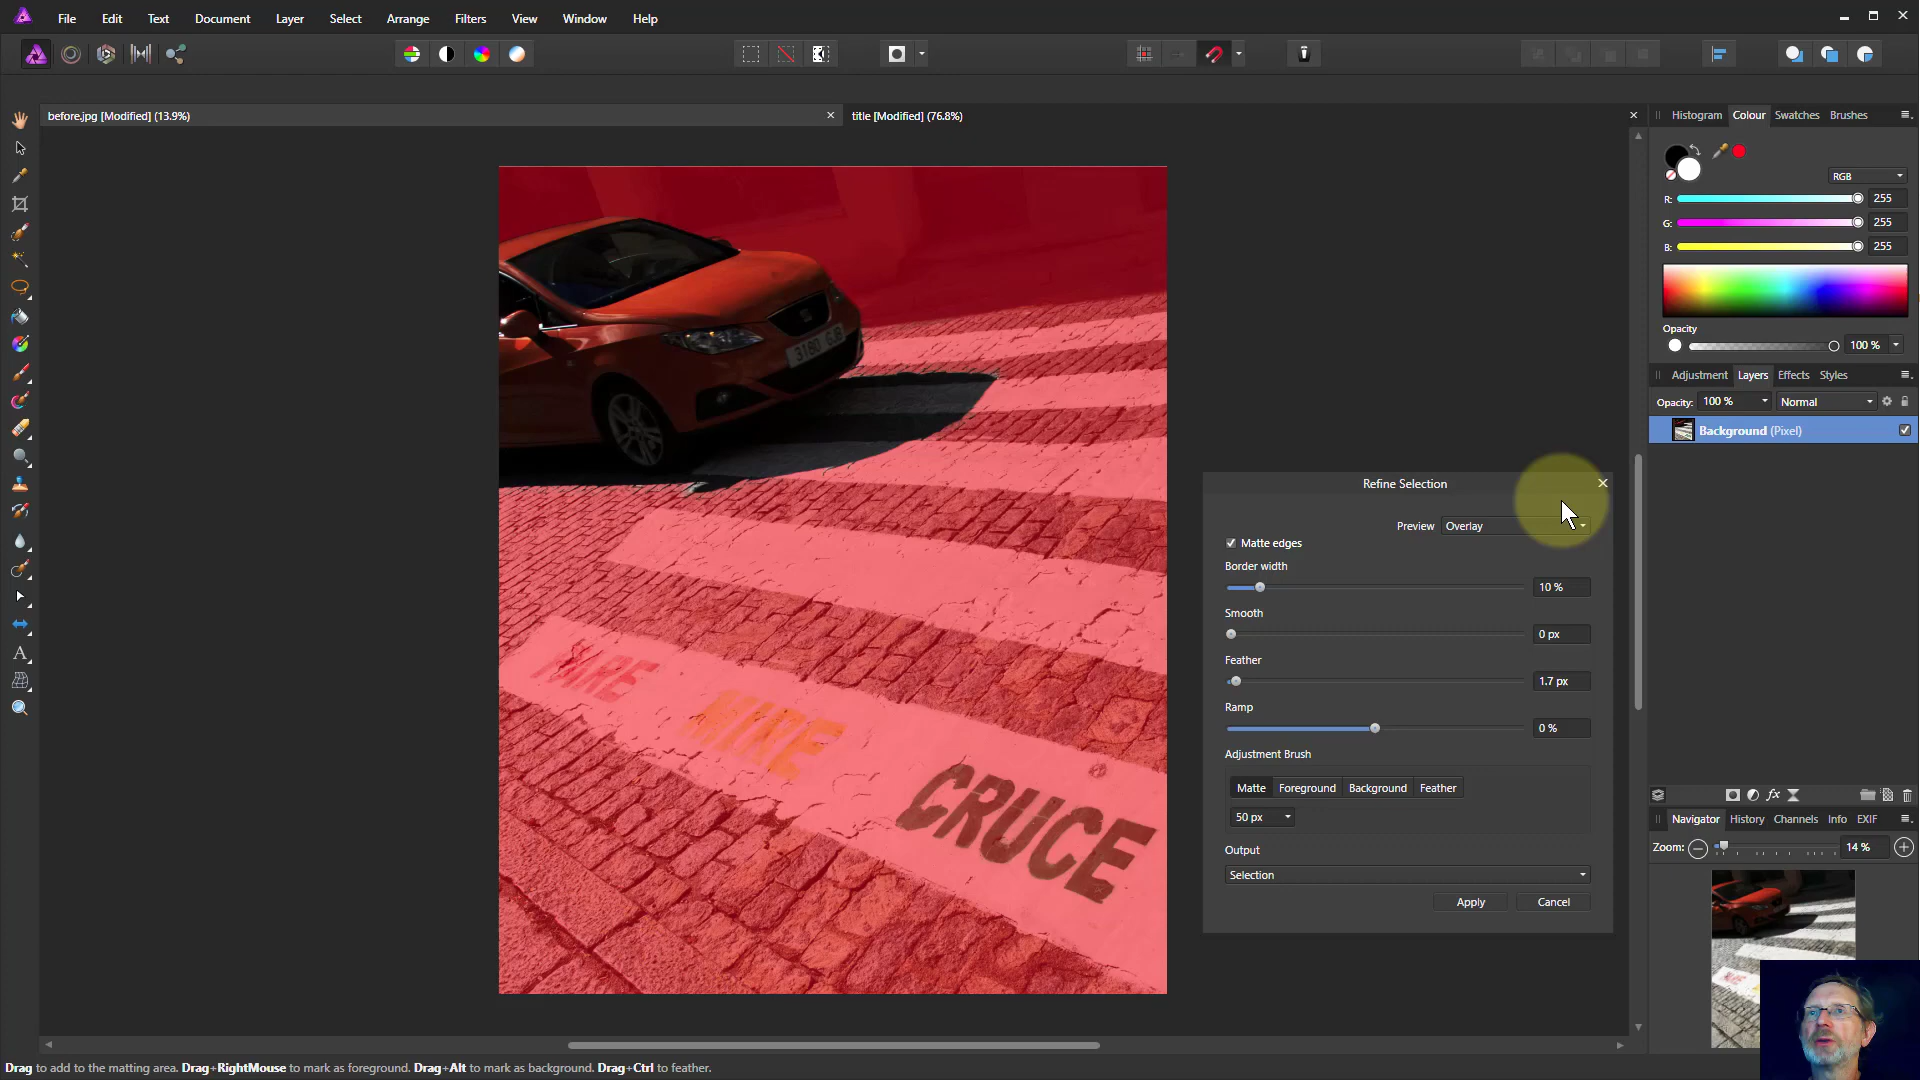 File Edit Text Document Layer Select Arrange Filters View Window Help
before.jpg [Modified] (13.9%)
title [Modified] (76.8%)
Histogram Colour Swatches Brushes
RGB
R: 255
G: 255
B: 255
Opacity
100 %
Adjustment Layers Effects Styles
Opacity: 100 % Normal
Background (Pixel)
3160 GJB
MIRE
MIRE
CRUCE
Refine Selection
Preview Overlay
Matte edges
Border width
10 %
Smooth
0 px
Feather
1.7 px
Ramp
0 %
Adjustment Brush
Matte Foreground Background Feather
50 px
Output
Selection
Apply Cancel
fx
Navigator History Channels Info EXIF
Zoom: 14 %
Drag to add to the matting area. Drag+RightMouse to mark as foreground. Drag+Alt to mark as background. Drag+Ctrl to feather.